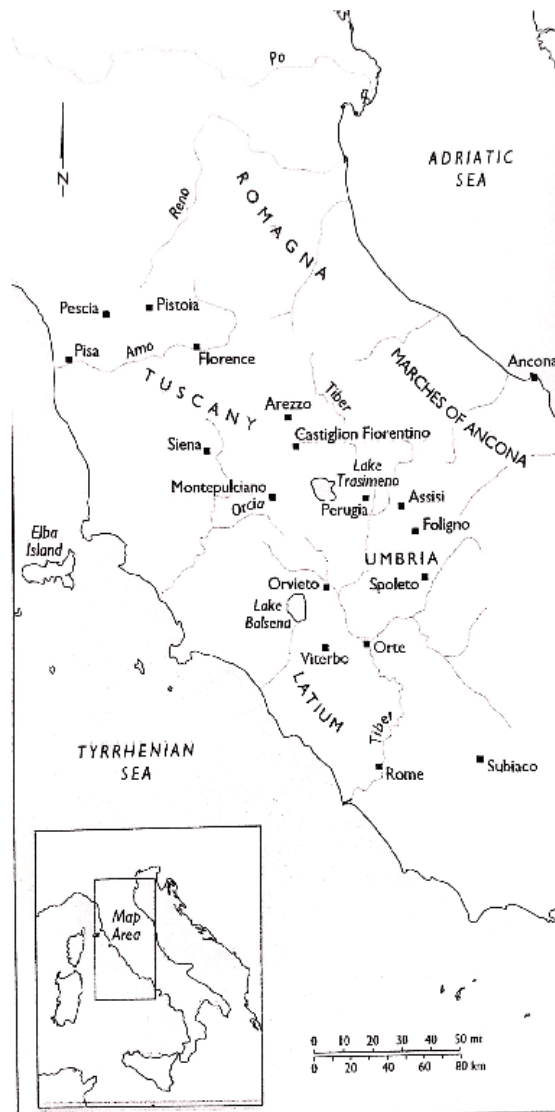 Po
ADRIATIC
SEA
N
Reno
ROMAGNA
Pescia
Pistoia
Pisa
Arno
Florence
Ancona
TUSCANY
Tiber
MARCHES OF ANCONA
Arezzo
Castiglion Fiorentino
Siena
Lake
Trasimeno
Montepulciano
Orcia
Perugia
Assisi
Foligno
Elba
Island
UMBRIA
Spoleto
Orvieto
Lake
Balsena
Viterbo
Orte
LATIUM
Tiber
TYRRHENIAN
SEA
Rome
Subiaco
Map
Area
0 10 20 30 40 50 mi
0 20 40 60 80 km